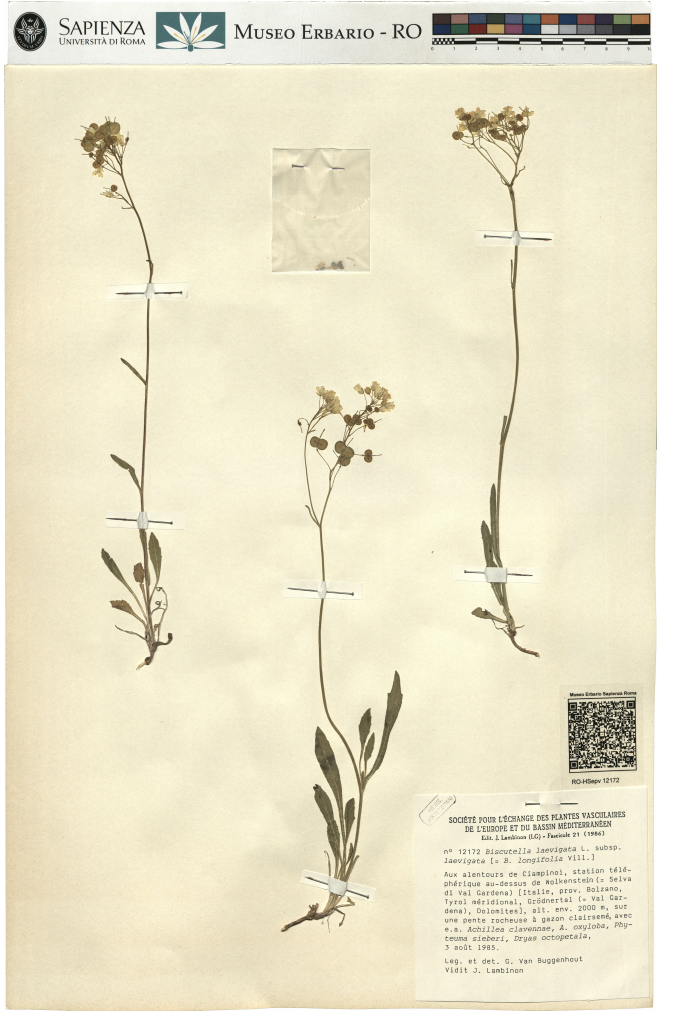 SAPIENZA
UNIVERSITÀ DI ROMA
MUSEO ERBARIO - RO
Museo Erbario Sapienza Roma
RO-HSepv 12172
SOCIÉTÉ POUR L'ÉCHANGE DES PLANTES VASCULAIRES
DE L'EUROPE ET DU BASSIN MÉDITERRANÉEN
Edit. J. Lambinon (LG) - Fascicule 21 (1986)
n° 12172 Biscutella laevigata L. subsp.
laevigata [= B. longifolia Vill.]
Aux alentours de Ciampinoi, station télé-
phérique au-dessus de Wolkenstein (= Selva
di Val Gardena) [Italie, prov. Bolzano,
Tyrol méridional, Grödnertal (= Val Gar-
dena), Dolomites], alt. env. 2000 m, sur
une pente rocheuse à gazon clairsemé, avec
e.a. Achillea clavennae, A. oxyloba, Phy-
teuma sieberi, Dryas octopetala,
3 août 1985.
Leg. et det. G. Van Buggenhout
Vidit J. Lambinon